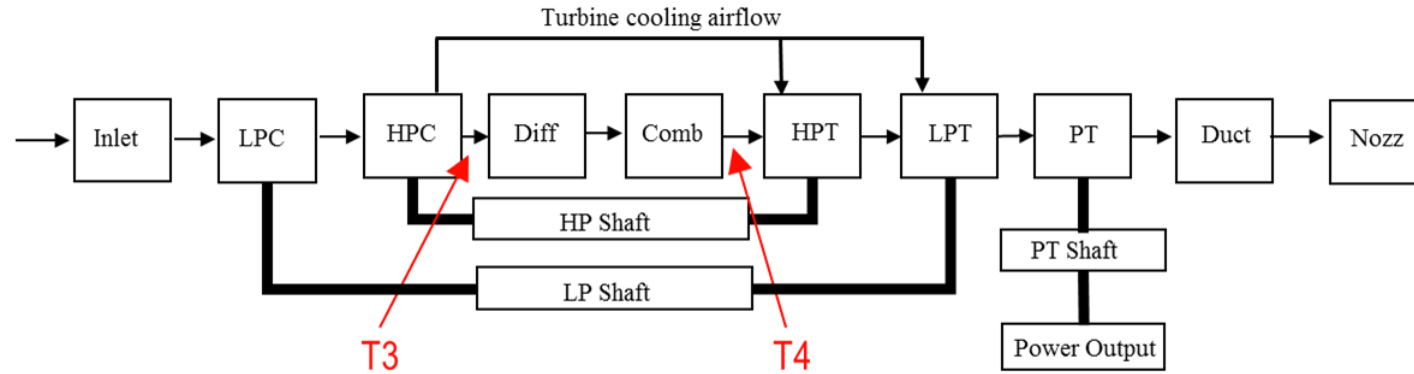 Turbine cooling airflow
Inlet
LPC
HPC
Diff
Comb
HPT
LPT
PT
Duct
Nozz
HP Shaft
PT Shaft
LP Shaft
T3
T4
Power Output